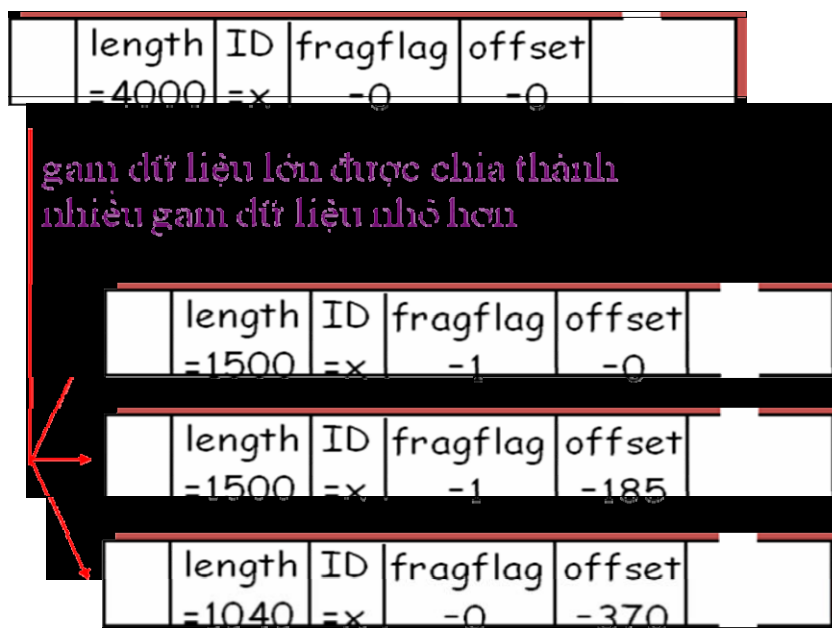 length ID fragflag offset
=4000 =x =0 =0
gam dữ liệu lớn được chia thành
nhiều gam dữ liệu nhỏ hơn
length ID fragflag offset
=1500 =x =1 =0
length ID fragflag offset
=1500 =x =1 =185
length ID fragflag offset
=1040 =x =0 =370